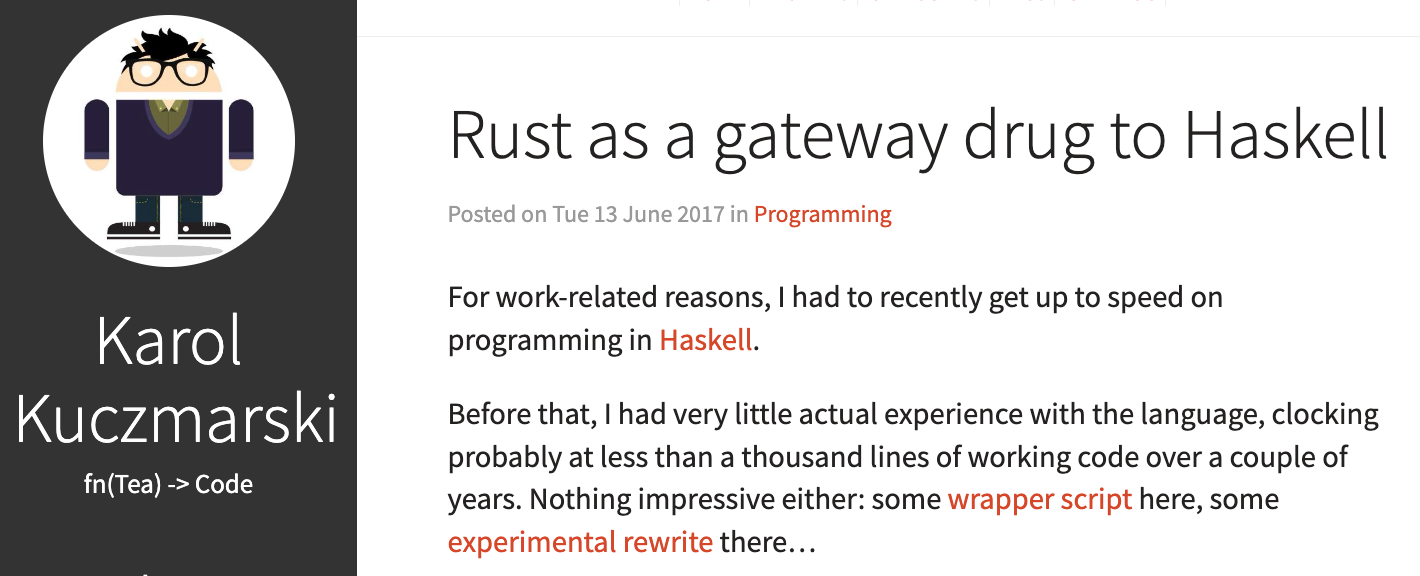 Karol
Kuczmarski
fn(Tea) -> Code
Rust as a gateway drug to Haskell
Posted on Tue 13 June 2017 in Programming
For work-related reasons, I had to recently get up to speed on
programming in Haskell.
Before that, I had very little actual experience with the language, clocking
probably at less than a thousand lines of working code over a couple of
years. Nothing impressive either: some wrapper script here, some
experimental rewrite there…